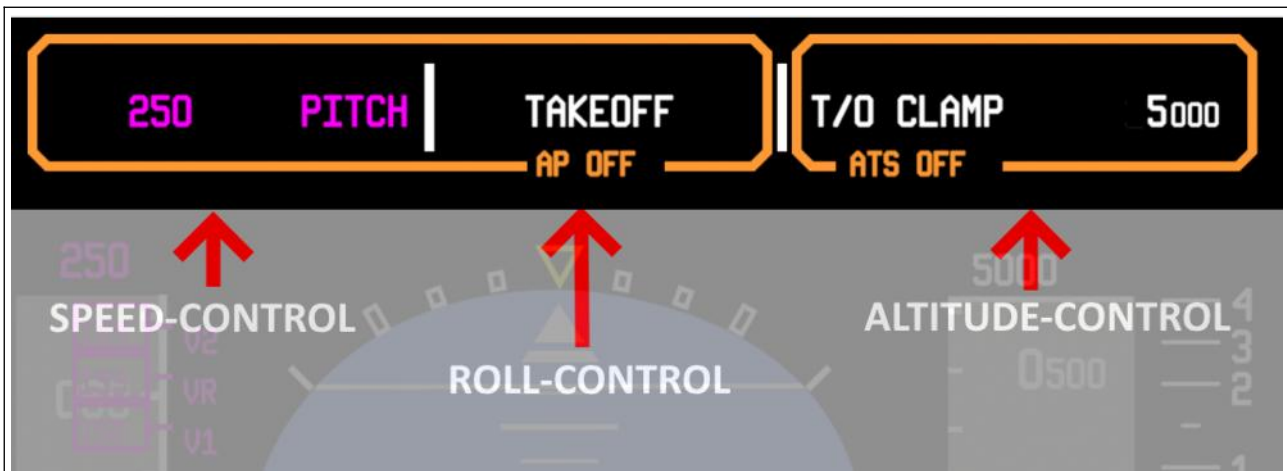 250 PITCH TAKEOFF T/O CLAMP 5000
AP OFF ATS OFF
250 5000
SPEED-CONTROL V2 ALTITUDE-CONTROL 4
3
ROLL-CONTROL VR 0500 2
V1
1